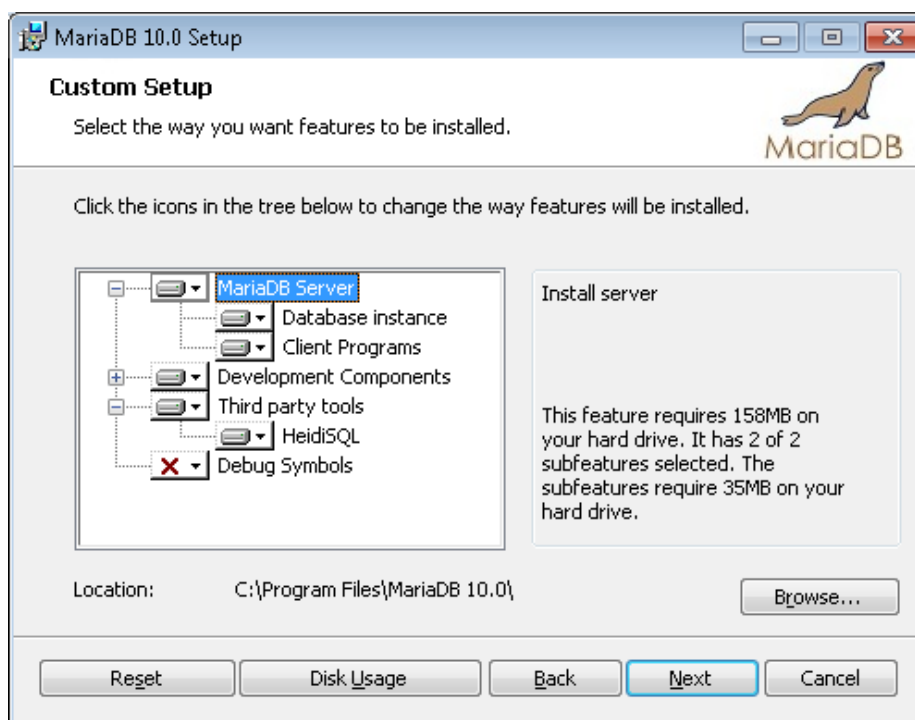 MariaDB 10.0 Setup
Custom Setup
Select the way you want features to be installed.
MariaDB
Click the icons in the tree below to change the way features will be installed.
MariaDB Server
Database instance
Client Programs
Development Components
Third party tools
HeidiSQL
Debug Symbols
Install server
This feature requires 158MB on
your hard drive. It has 2 of 2
subfeatures selected. The
subfeatures require 35MB on your
hard drive.
Location: C:\Program Files\MariaDB 10.0\
Browse...
Reset Disk Usage Back Next Cancel